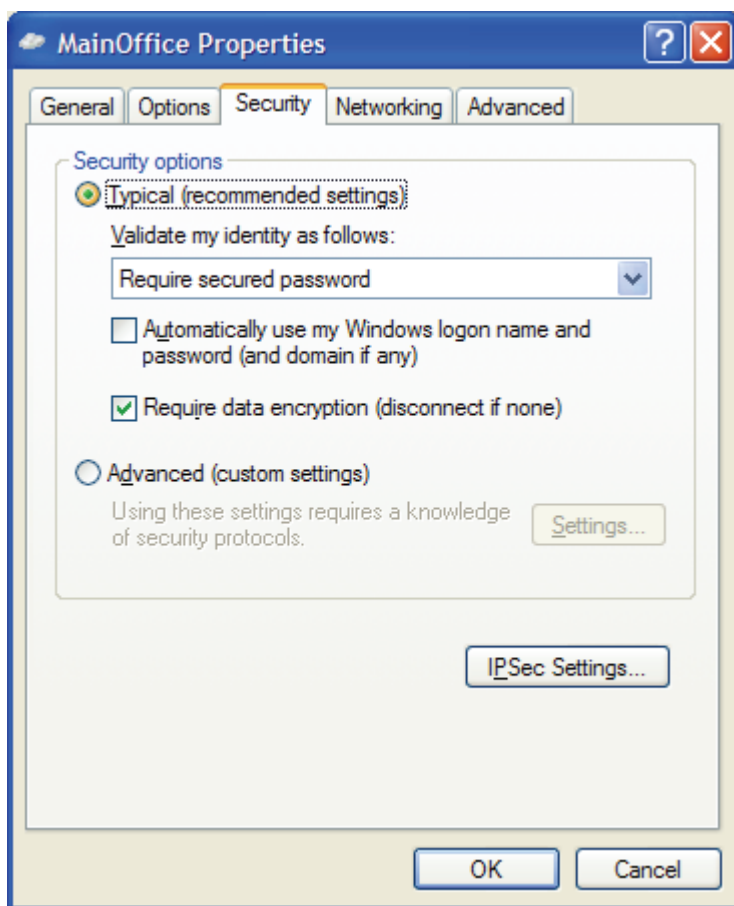 MainOffice Properties
?
General Options Security Networking Advanced
Security options
Typical (recommended settings)
Validate my identity as follows:
Require secured password
Automatically use my Windows logon name and
password (and domain if any)
Require data encryption (disconnect if none)
Advanced (custom settings)
Using these settings requires a knowledge
of security protocols.
Settings...
IPSec Settings...
OK Cancel